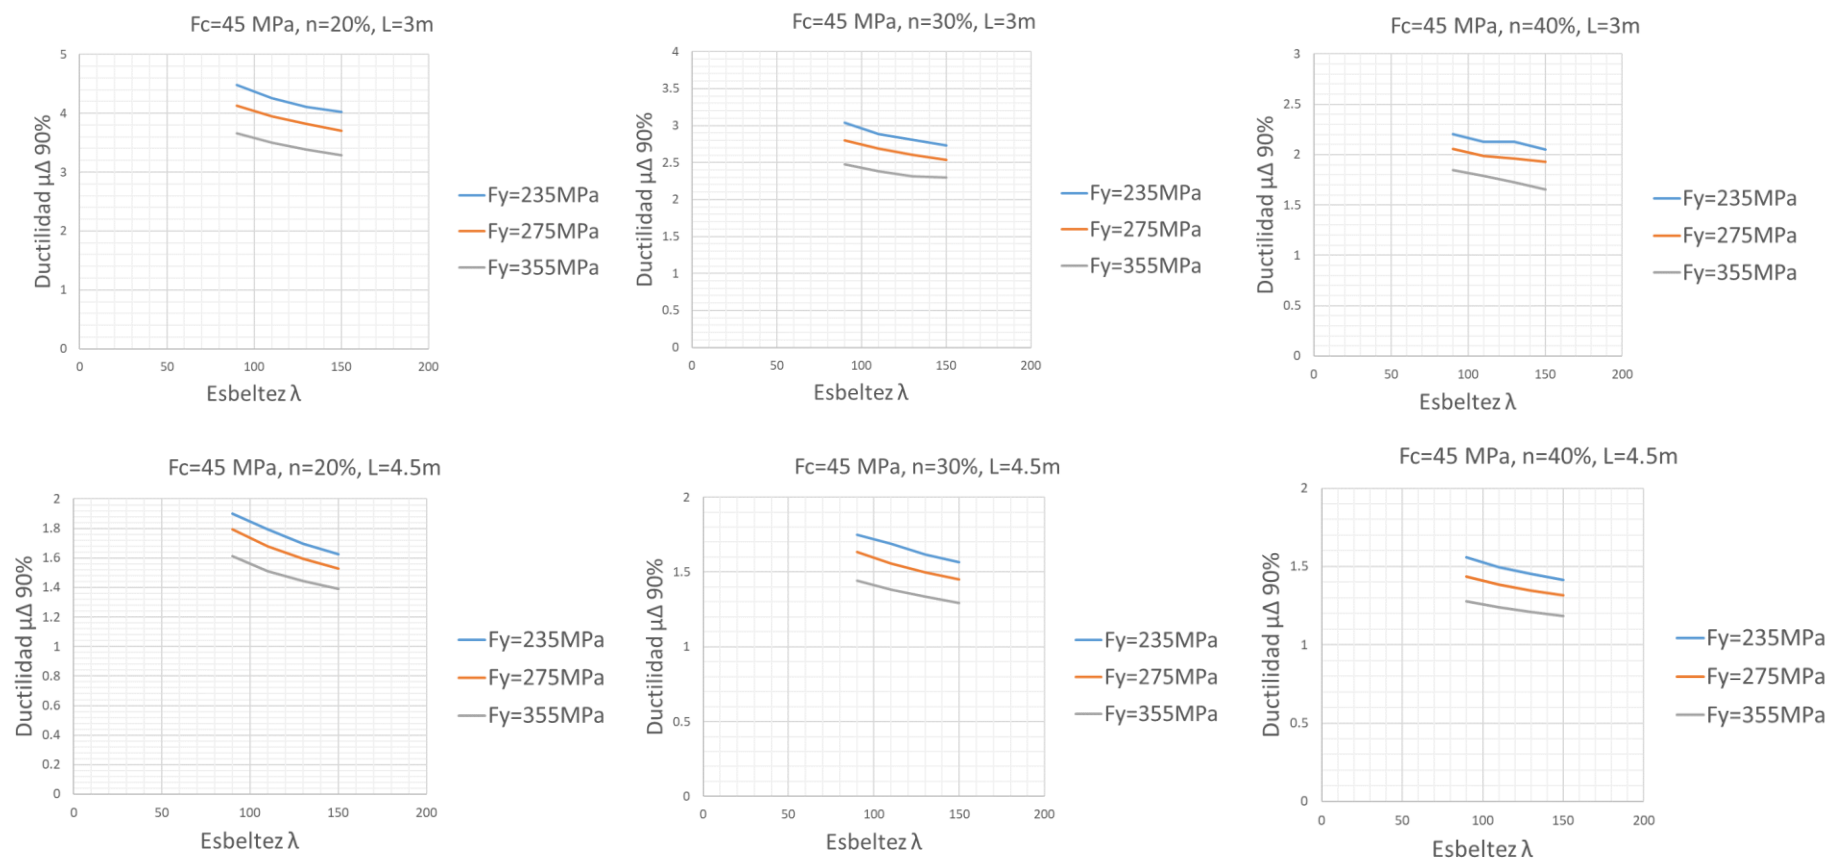 Fc=45 MPa, n=20%, L=3m
5
4
3
2
1
0
0 50 100 150 200
Ductilidad µΔ 90%
Esbeltez λ
Fy=235MPa
Fy=275MPa
Fy=355MPa
Fc=45 MPa, n=30%, L=3m
4
3.5
3
2.5
2
1.5
1
0.5
0
0 50 100 150 200
Ductilidad µΔ 90%
Esbeltez λ
Fy=235MPa
Fy=275MPa
Fy=355MPa
Fc=45 MPa, n=40%, L=3m
3
2.5
2
1.5
1
0.5
0
0 50 100 150 200
Ductilidad µΔ 90%
Esbeltez λ
Fy=235MPa
Fy=275MPa
Fy=355MPa
Fc=45 MPa, n=20%, L=4.5m
2
1.8
1.6
1.4
1.2
1
0.8
0.6
0.4
0.2
0
0 50 100 150 200
Ductilidad µΔ 90%
Esbeltez λ
Fy=235MPa
Fy=275MPa
Fy=355MPa
Fc=45 MPa, n=30%, L=4.5m
2
1.5
1
0.5
0
0 50 100 150 200
Ductilidad µΔ 90%
Esbeltez λ
Fy=235MPa
Fy=275MPa
Fy=355MPa
Fc=45 MPa, n=40%, L=4.5m
2
1.5
1
0.5
0
0 50 100 150 200
Ductilidad µΔ 90%
Esbeltez λ
Fy=235MPa
Fy=275MPa
Fy=355MPa